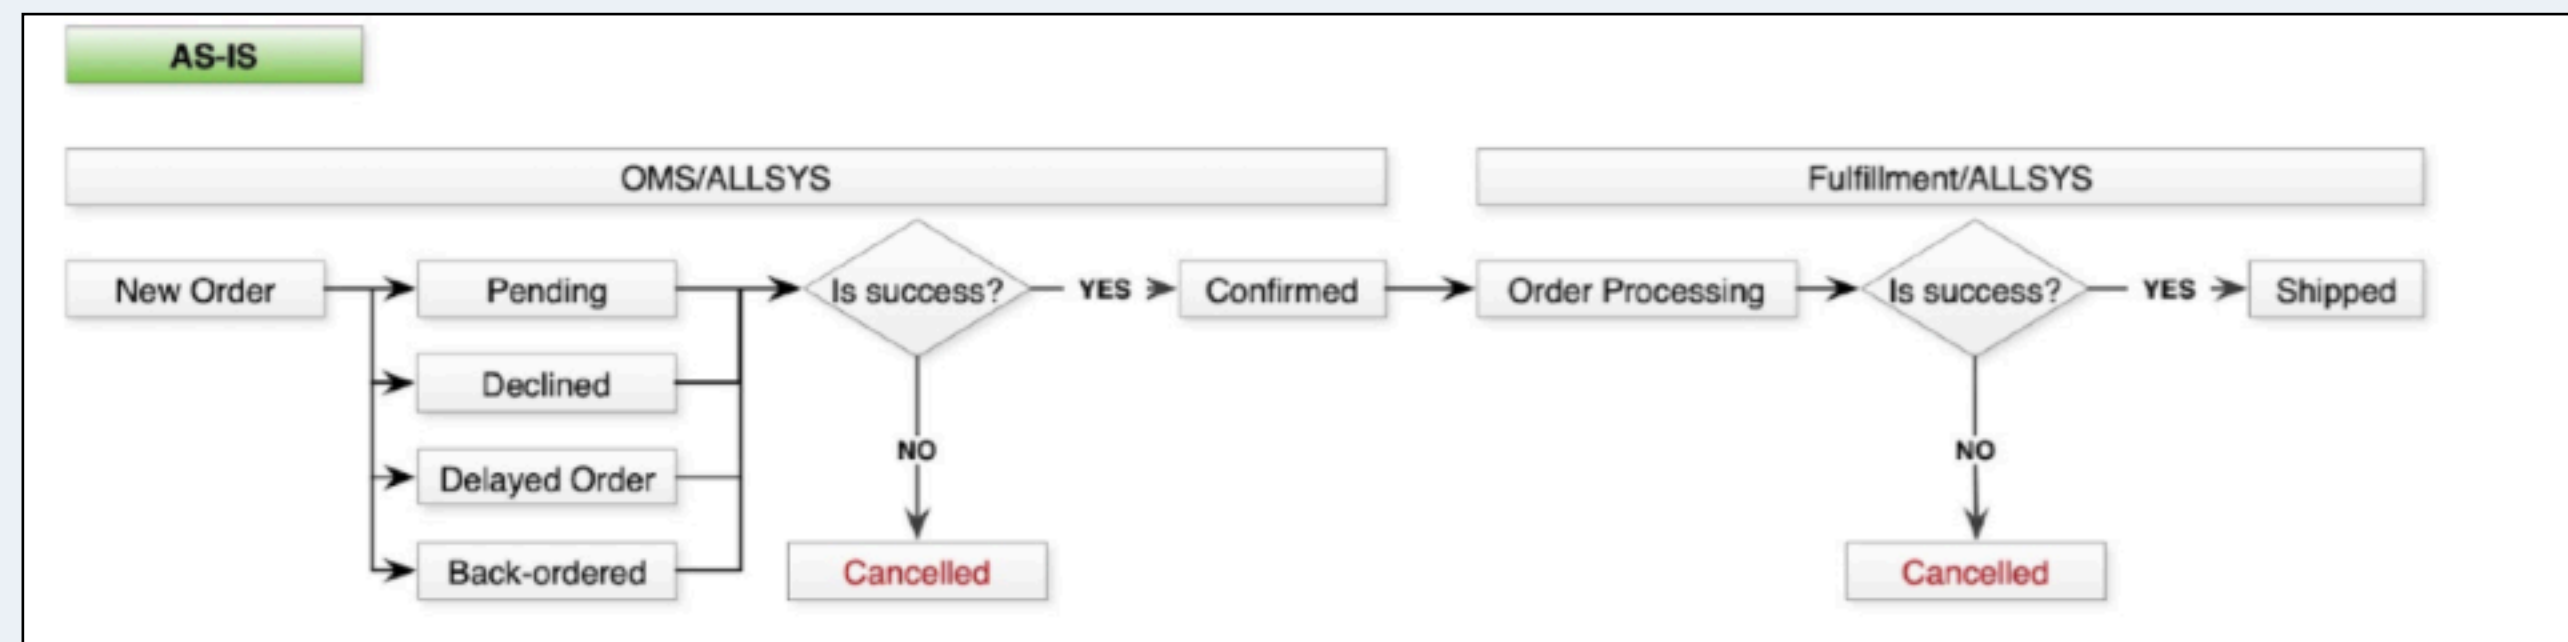 AS-IS
OMS/ALLSYS
Fulfillment/ALLSYS
New Order
Pending
Is success?
YES
Confirmed
Order Processing
Is success?
YES
Shipped
Declined
NO
NO
Delayed Order
Back-ordered
Cancelled
Cancelled